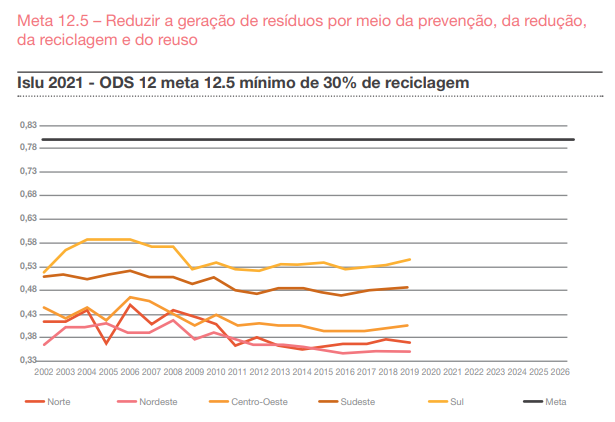 Meta 12.5 – Reduzir a geração de resíduos por meio da prevenção, da redução,
da reciclagem e do reuso
Islu 2021 - ODS 12 meta 12.5 mínimo de 30% de reciclagem
0,83
0,78
0,73
0,68
0,63
0,58
0,53
0,48
0,43
0,38
0,33
2002 2003 2004 2005 2006 2007 2008 2009 2010 2011 2012 2013 2014 2015 2016 2017 2018 2019 2020 2021 2022 2023 2024 2025 2026
Norte Nordeste Centro-Oeste Sudeste Sul Meta